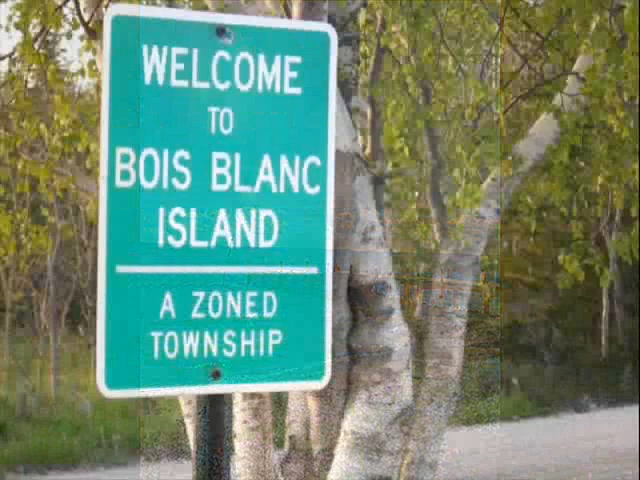 WELCOME
TO
BOIS BLANC
ISLAND
A ZONED
TOWNSHIP